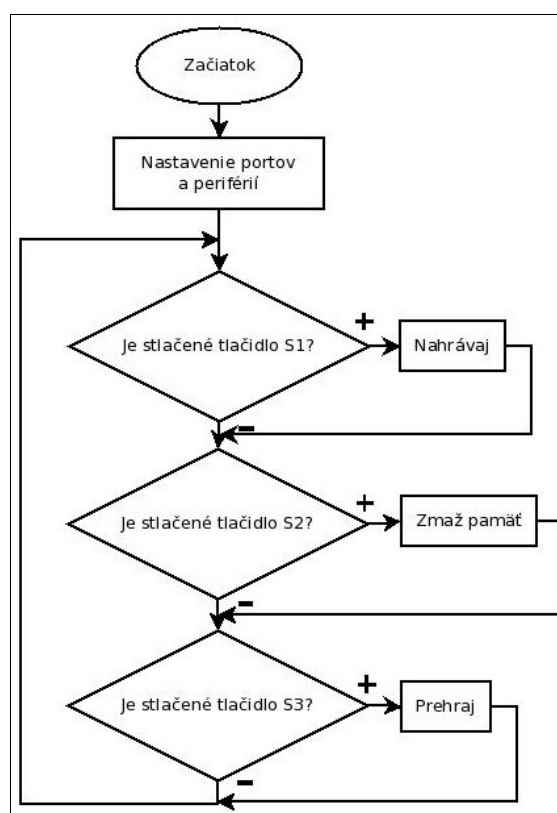 Začiatok
Nastavenie portov
a periférií
Je stlačené tlačidlo S1?
+
Nahrávaj
-
Je stlačené tlačidlo S2?
+
Zmaž pamäť
-
Je stlačené tlačidlo S3?
+
Prehraj
-